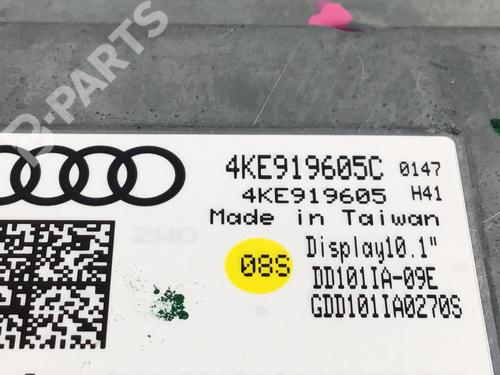 B-PARTS
4KE919605C 0147
4KE919605 H41
Made in Taiwan
08S
Display10.1"
DD101IA-09E
GDD101IA0270S